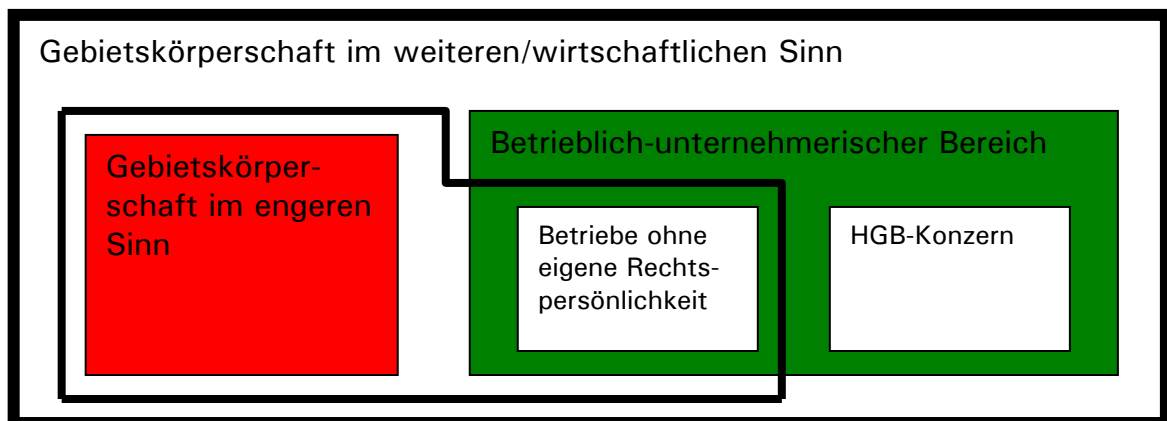 Gebietskörperschaft im weiteren/wirtschaftlichen Sinn
Gebietskörper-
schaft im engeren
Sinn
Betrieblich-unternehmerischer Bereich
Betriebe ohne
eigene Rechts-
persönlichkeit
HGB-Konzern